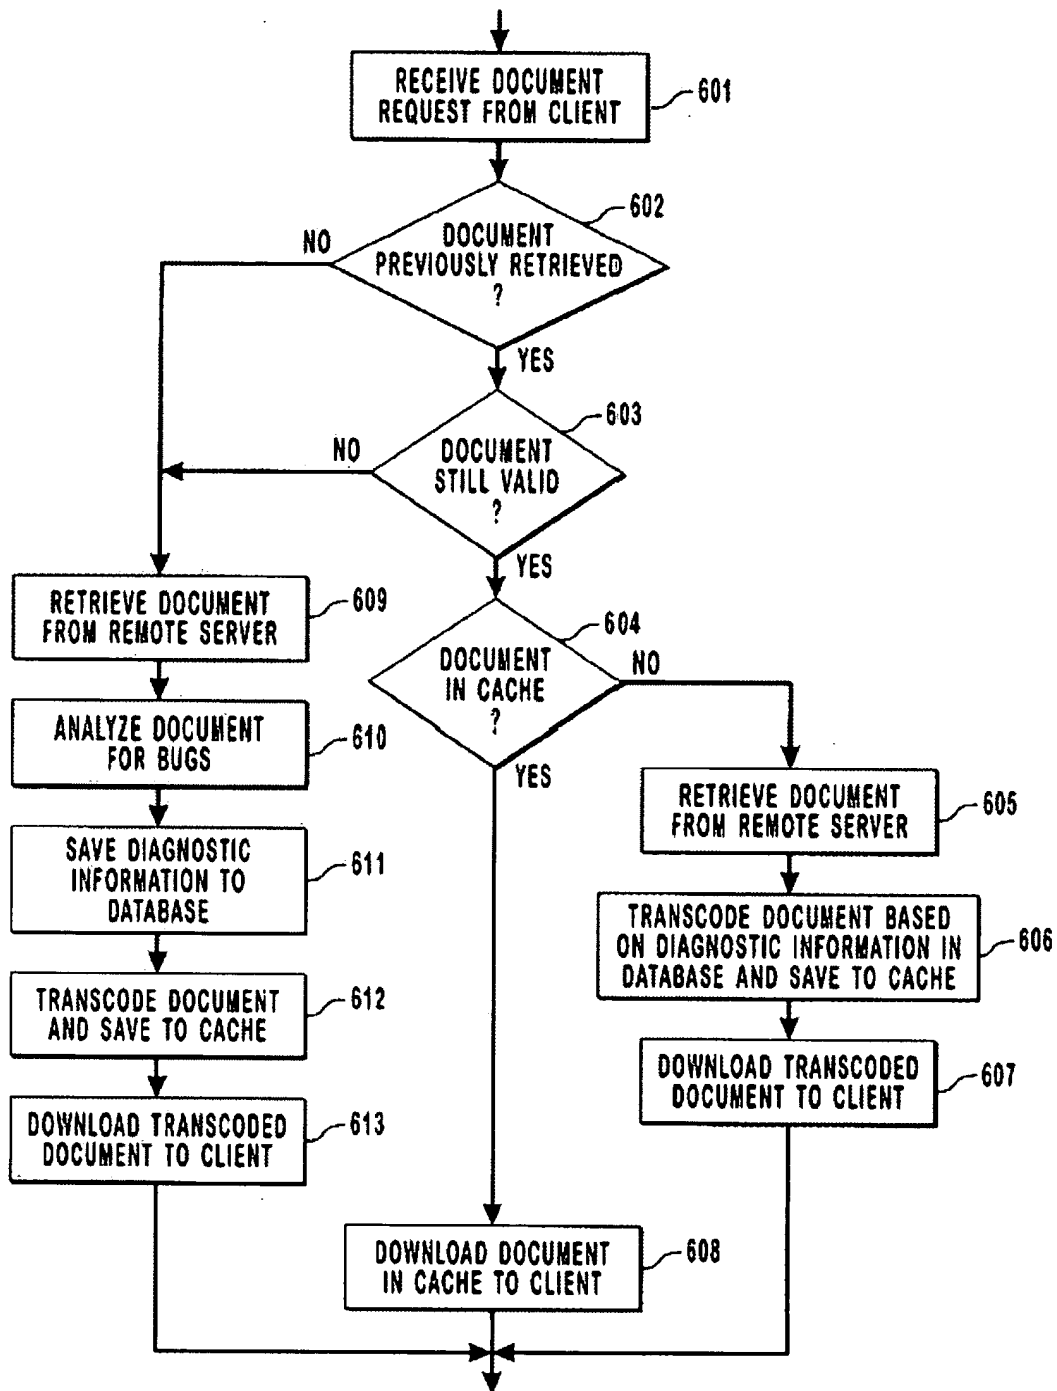 RECEIVE DOCUMENT
REQUEST FROM CLIENT
601
602
DOCUMENT
PREVIOUSLY RETRIEVED
?
NO
YES
603
DOCUMENT
STILL VALID
?
NO
YES
604
DOCUMENT
IN CACHE
?
NO
YES
RETRIEVE DOCUMENT
FROM REMOTE SERVER
609
ANALYZE DOCUMENT
FOR BUGS
610
SAVE DIAGNOSTIC
INFORMATION TO
DATABASE
611
TRANSCODE DOCUMENT
AND SAVE TO CACHE
612
DOWNLOAD TRANSCODED
DOCUMENT TO CLIENT
613
RETRIEVE DOCUMENT
FROM REMOTE SERVER
605
TRANSCODE DOCUMENT BASED
ON DIAGNOSTIC INFORMATION IN
DATABASE AND SAVE TO CACHE
606
DOWNLOAD TRANSCODED
DOCUMENT TO CLIENT
607
DOWNLOAD DOCUMENT
IN CACHE TO CLIENT
608